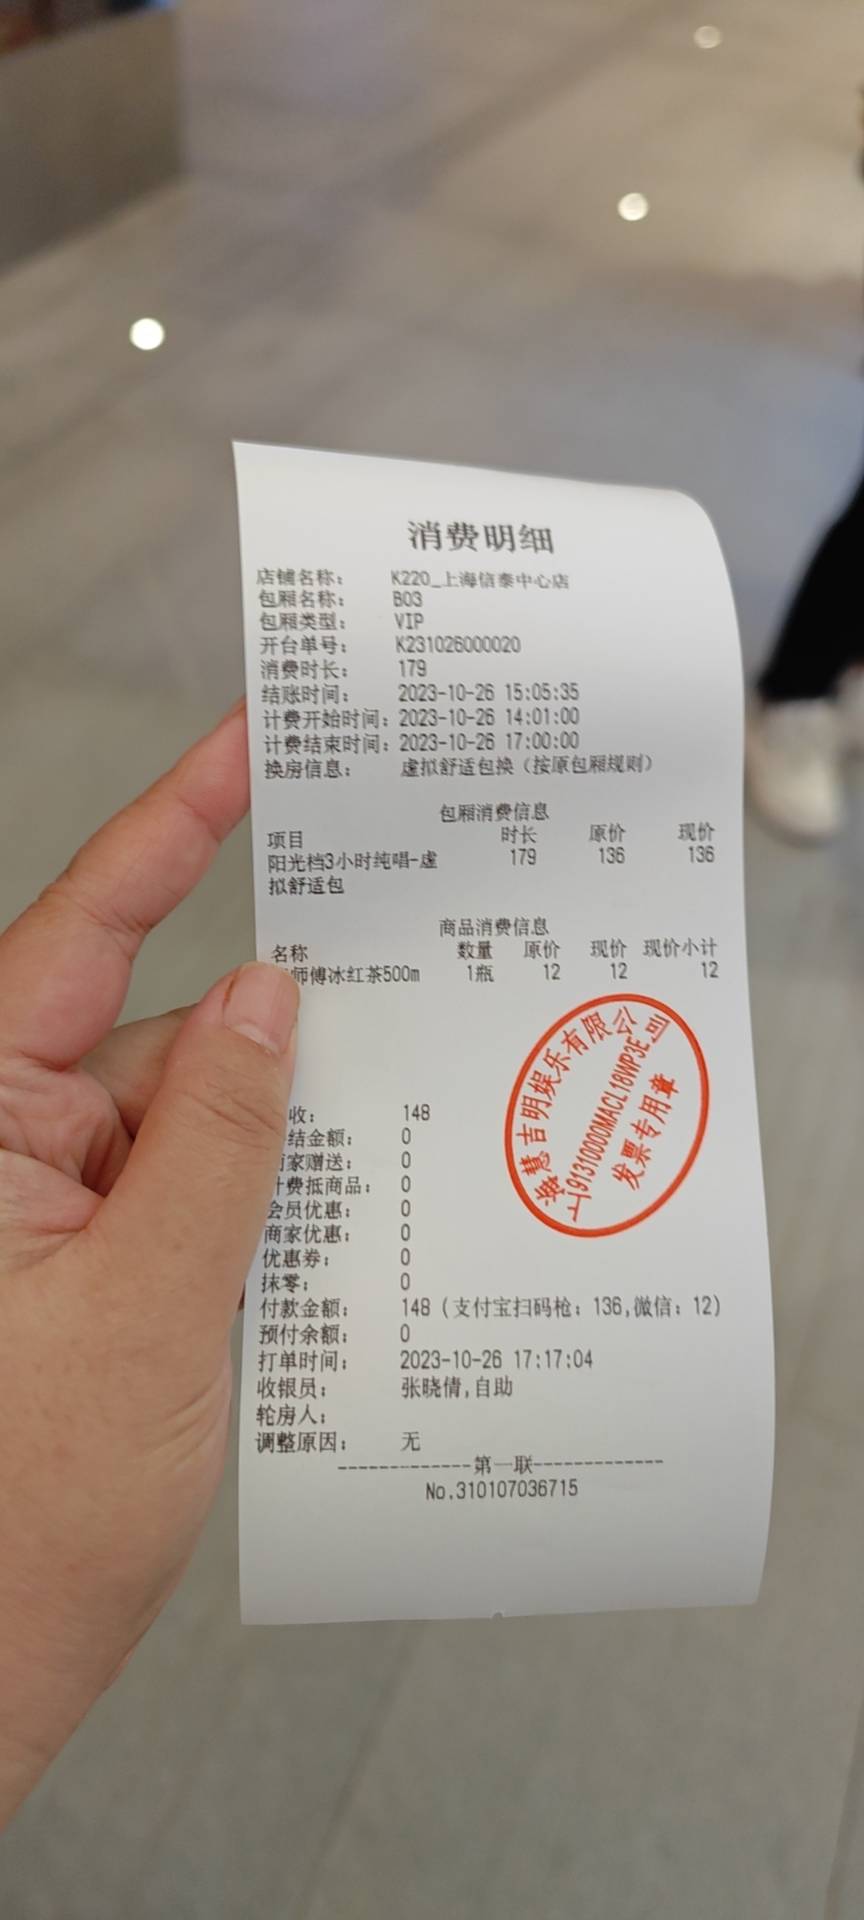 消费明细
店铺名称： K220_上海信泰中心店
包厢名称： B03
包厢类型： VIP
开台单号： K231026000020
消费时长： 179
结账时间： 2023-10-26 15:05:35
计费开始时间：2023-10-26 14:01:00
计费结束时间：2023-10-26 17:00:00
换房信息： 虚拟舒适包换（按原包厢规则）
包厢消费信息
项目 时长 原价 现价
阳光档3小时纯唱-虚 179 136 136
拟舒适包
商品消费信息
名称 数量 原价 现价 现价小计
师傅冰红茶500m 1瓶 12 12 12
上海慧吉明娱乐有限公司
91310000MACL18WP3E
发票专用章
收： 148
结金额： 0
家赠送： 0
计费抵商品： 0
会员优惠： 0
商家优惠： 0
优惠券： 0
抹零： 0
付款金额： 148（支付宝扫码枪：136,微信：12）
预付余额： 0
打单时间： 2023-10-26 17:17:04
收银员： 张晓倩,自助
轮房人：
调整原因： 无
-------------第一联-------------
No.310107036715